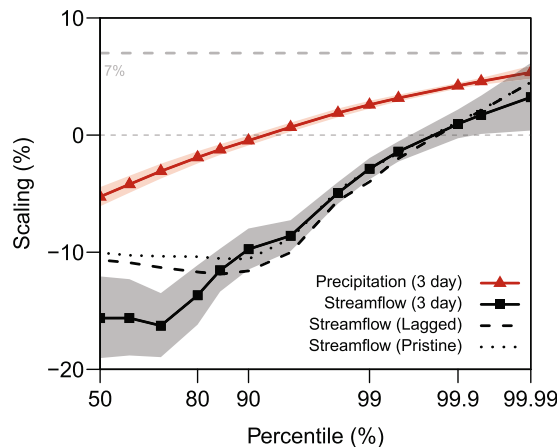 10
7%
0
Scaling (%)
−10
−20
Precipitation (3 day)
Streamflow (3 day)
Streamflow (Lagged)
Streamflow (Pristine)
50 80 90 99 99.9 99.99
Percentile (%)